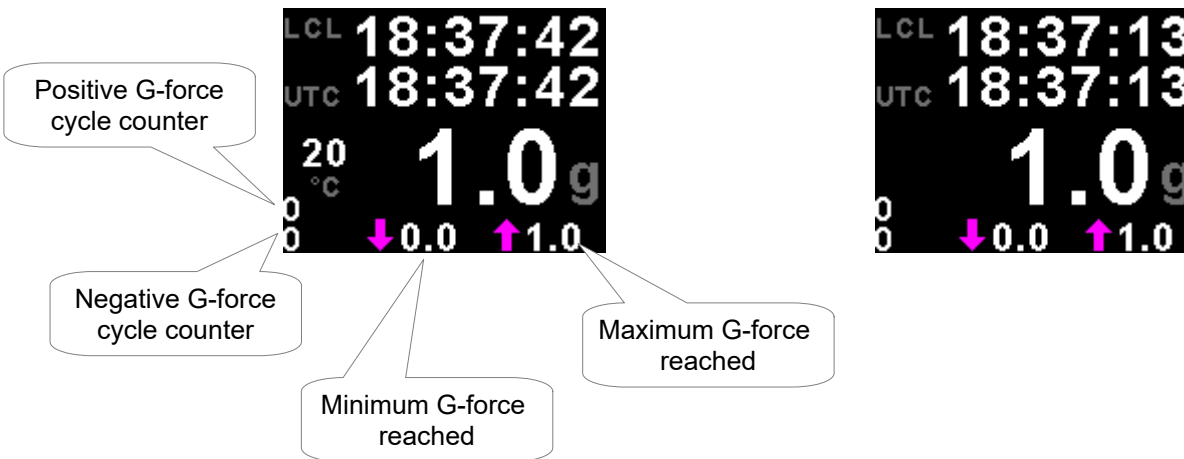 LCL 18:37:42
UTC 18:37:42
20
°C
1.0 g
0
0
↓0.0 ↑1.0
LCL 18:37:13
UTC 18:37:13
1.0 g
0
0
↓0.0 ↑1.0
Positive G-force
cycle counter
Negative G-force
cycle counter
Minimum G-force
reached
Maximum G-force
reached